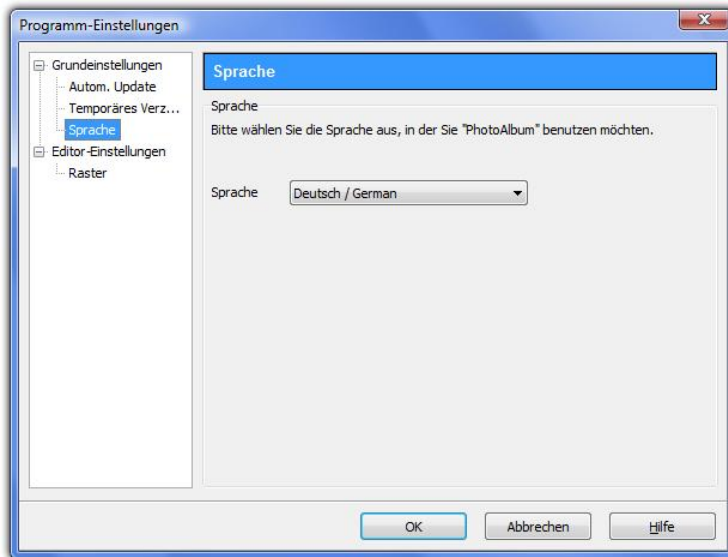 Programm-Einstellungen
Grundeinstellungen
Autom. Update
Temporäres Verz...
Sprache
Editor-Einstellungen
Raster
Sprache
Sprache
Bitte wählen Sie die Sprache aus, in der Sie "PhotoAlbum" benutzen möchten.
Sprache
Deutsch / German
OK
Abbrechen
Hilfe